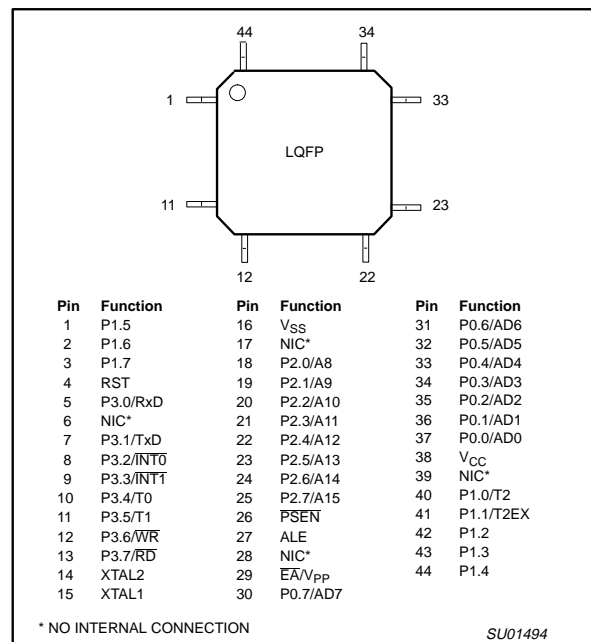 44 34
1 33
LQFP
11 23
12 22
Pin Function Pin Function Pin Function
1 P1.5 16 VSS 31 P0.6/AD6
2 P1.6 17 NIC* 32 P0.5/AD5
3 P1.7 18 P2.0/A8 33 P0.4/AD4
4 RST 19 P2.1/A9 34 P0.3/AD3
5 P3.0/RxD 20 P2.2/A10 35 P0.2/AD2
6 NIC* 21 P2.3/A11 36 P0.1/AD1
7 P3.1/TxD 22 P2.4/A12 37 P0.0/AD0
8 P3.2/I̅N̅T̅0̅ 23 P2.5/A13 38 VCC
9 P3.3/I̅N̅T̅1̅ 24 P2.6/A14 39 NIC*
10 P3.4/T0 25 P2.7/A15 40 P1.0/T2
11 P3.5/T1 26 P̅S̅E̅N̅ 41 P1.1/T2EX
12 P3.6/W̅R̅ 27 ALE 42 P1.2
13 P3.7/R̅D̅ 28 NIC* 43 P1.3
14 XTAL2 29 E̅A̅/VPP 44 P1.4
15 XTAL1 30 P0.7/AD7
* NO INTERNAL CONNECTION
SU01494